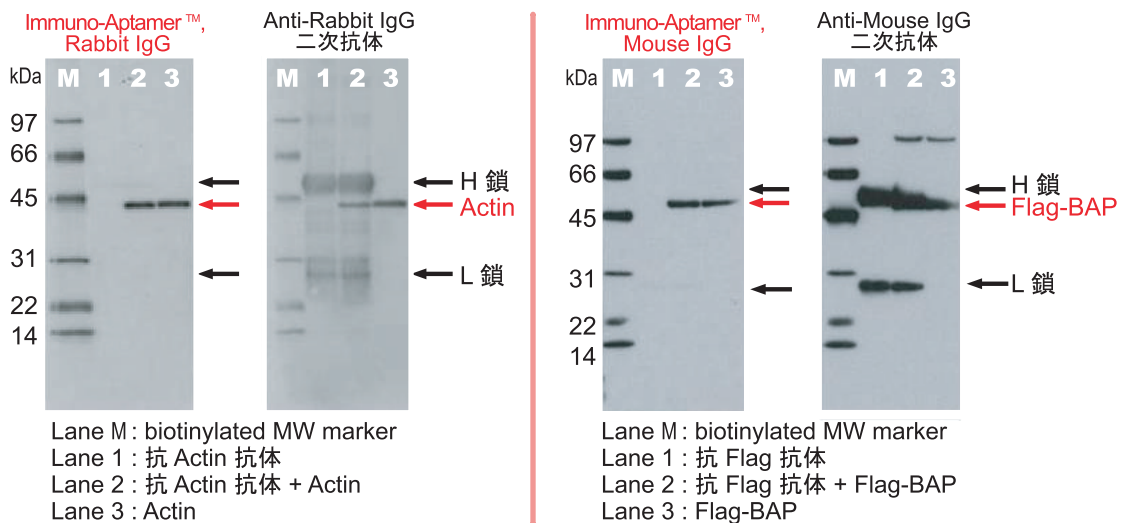 Immuno-Aptamer™,
Rabbit IgG
Anti-Rabbit IgG
二次抗体
kDa
M 1 2 3
M 1 2 3
97
66
45
31
22
14
H 鎖
Actin
L 鎖
Lane M : biotinylated MW marker
Lane 1 : 抗 Actin 抗体
Lane 2 : 抗 Actin 抗体 + Actin
Lane 3 : Actin
Immuno-Aptamer™,
Mouse IgG
Anti-Mouse IgG
二次抗体
kDa
M 1 2 3
M 1 2 3
97
66
45
31
22
14
H 鎖
Flag-BAP
L 鎖
Lane M : biotinylated MW marker
Lane 1 : 抗 Flag 抗体
Lane 2 : 抗 Flag 抗体 + Flag-BAP
Lane 3 : Flag-BAP